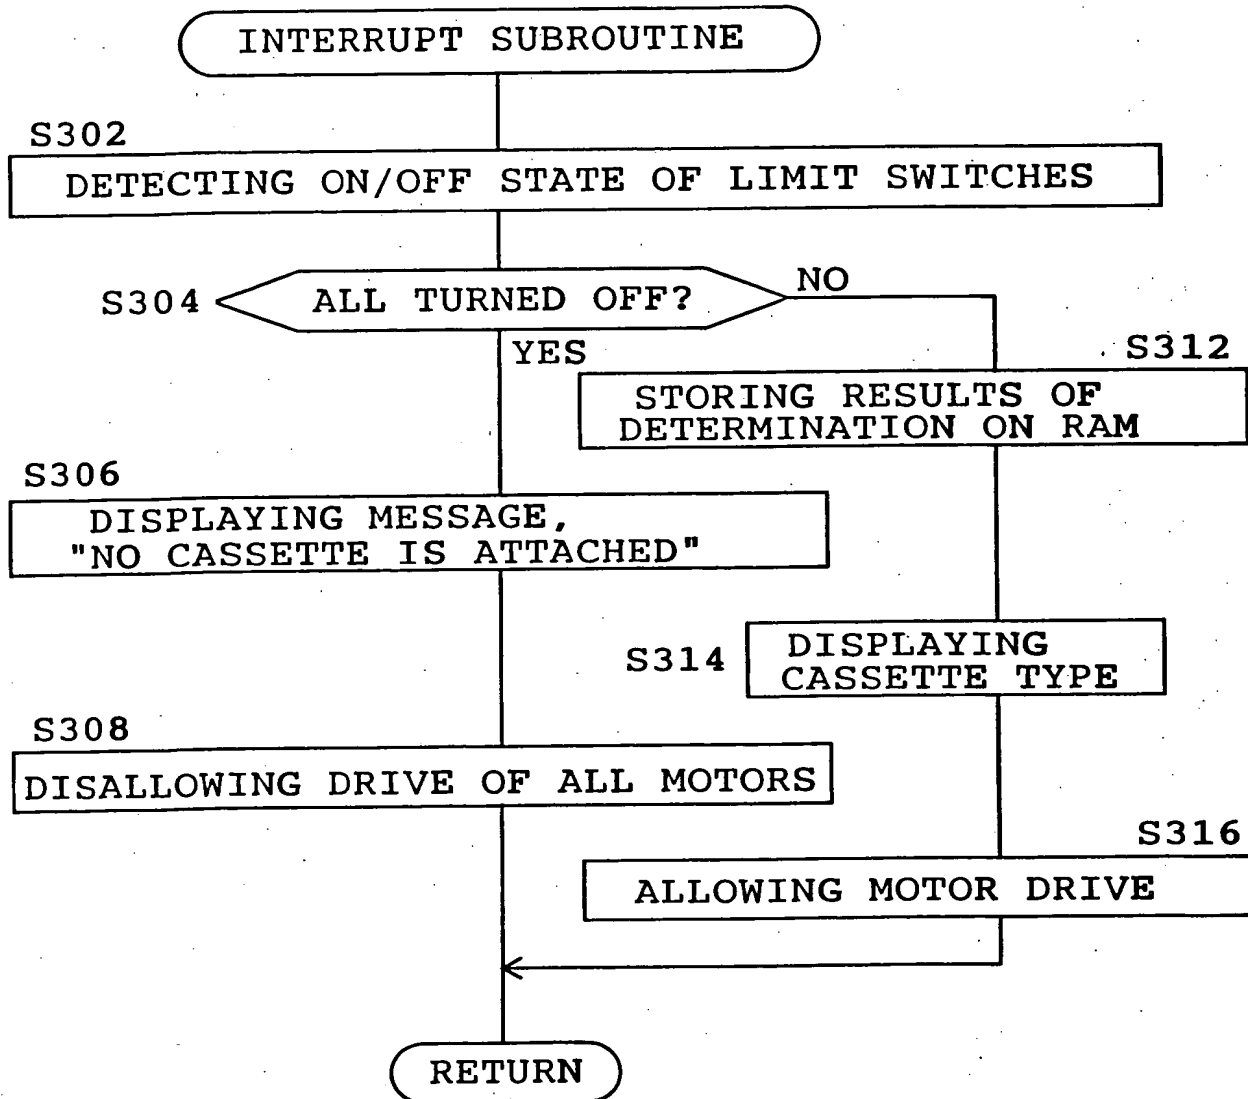 INTERRUPT SUBROUTINE
S302
DETECTING ON/OFF STATE OF LIMIT SWITCHES
S304
ALL TURNED OFF?
NO
YES
S312
STORING RESULTS OF
DETERMINATION ON RAM
S306
DISPLAYING MESSAGE,
"NO CASSETTE IS ATTACHED"
S314
DISPLAYING
CASSETTE TYPE
S308
DISALLOWING DRIVE OF ALL MOTORS
S316
ALLOWING MOTOR DRIVE
RETURN